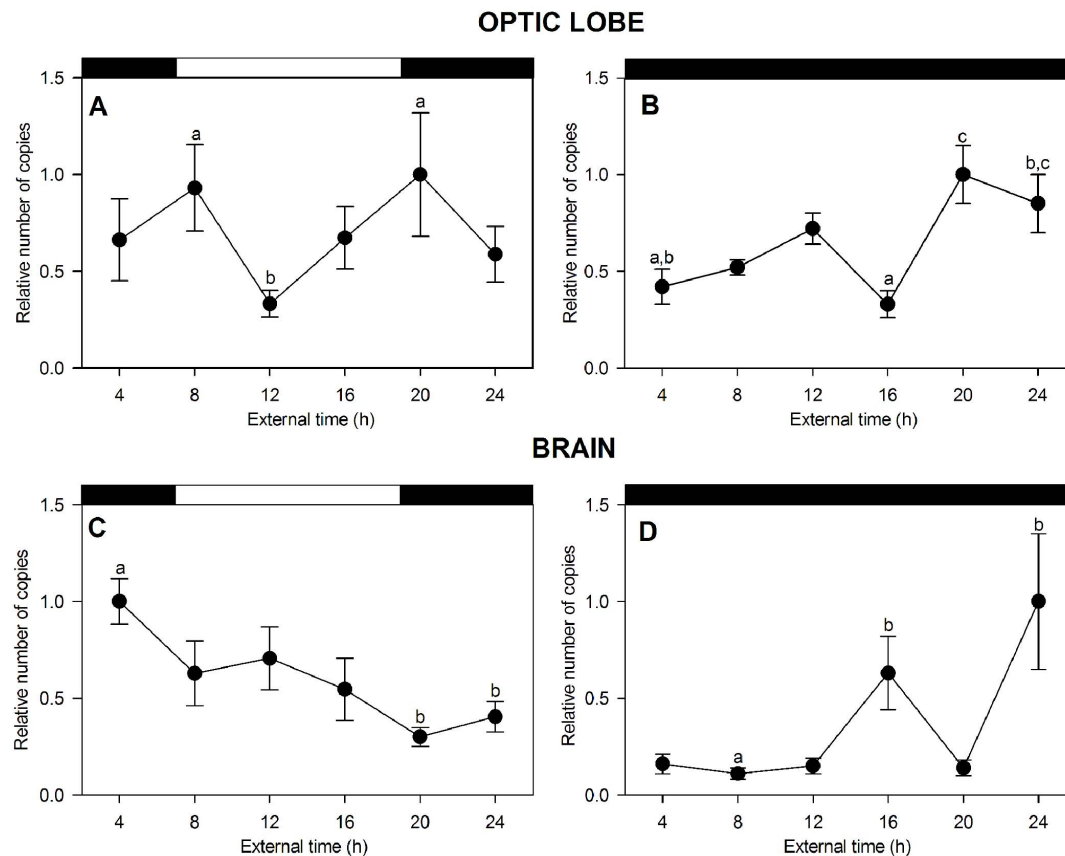 OPTIC LOBE
A
Relative number of copies
1.5
1.0
0.5
0.0
a
b
a
4 8 12 16 20 24
External time (h)
B
Relative number of copies
1.5
1.0
0.5
0.0
a,b
a
c
b,c
4 8 12 16 20 24
External time (h)
BRAIN
C
Relative number of copies
1.5
1.0
0.5
0.0
a
b
b
4 8 12 16 20 24
External time (h)
D
Relative number of copies
1.5
1.0
0.5
0.0
a
b
b
4 8 12 16 20 24
External time (h)